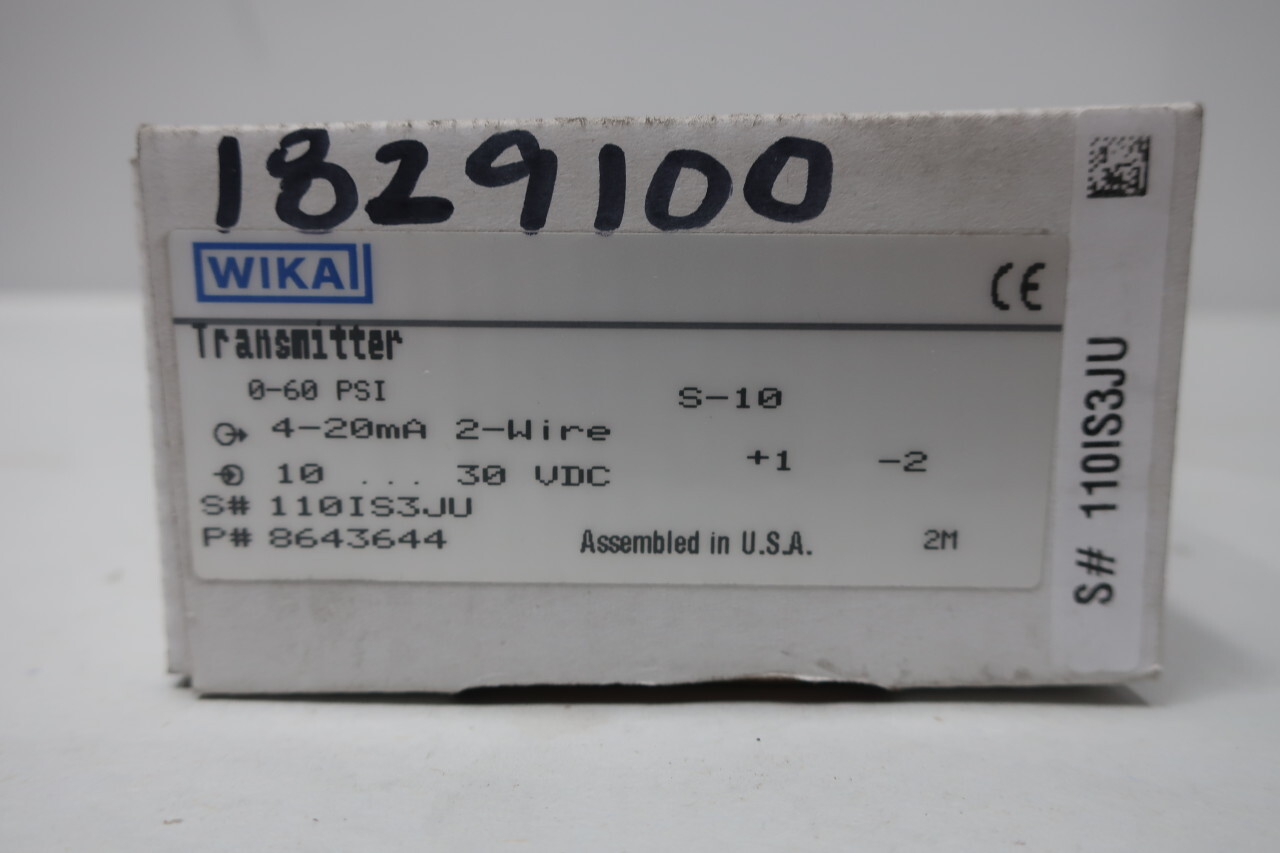 1829100
WIKA
CE
Transmitter
0-60 PSI
S-10
4-20mA 2-Wire
10 ... 30 VDC
+1 -2
S# 110IS3JU
P# 8643644
Assembled in U.S.A.
2M
S# 110IS3JU